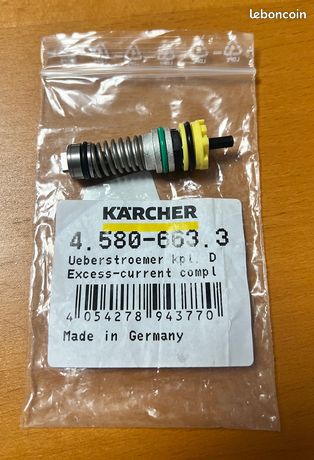 leboncoin
KÄRCHER
4.580-663.3
Ueberstroemer kpl. D
Excess-current compl
4 054278 943770
Made in Germany